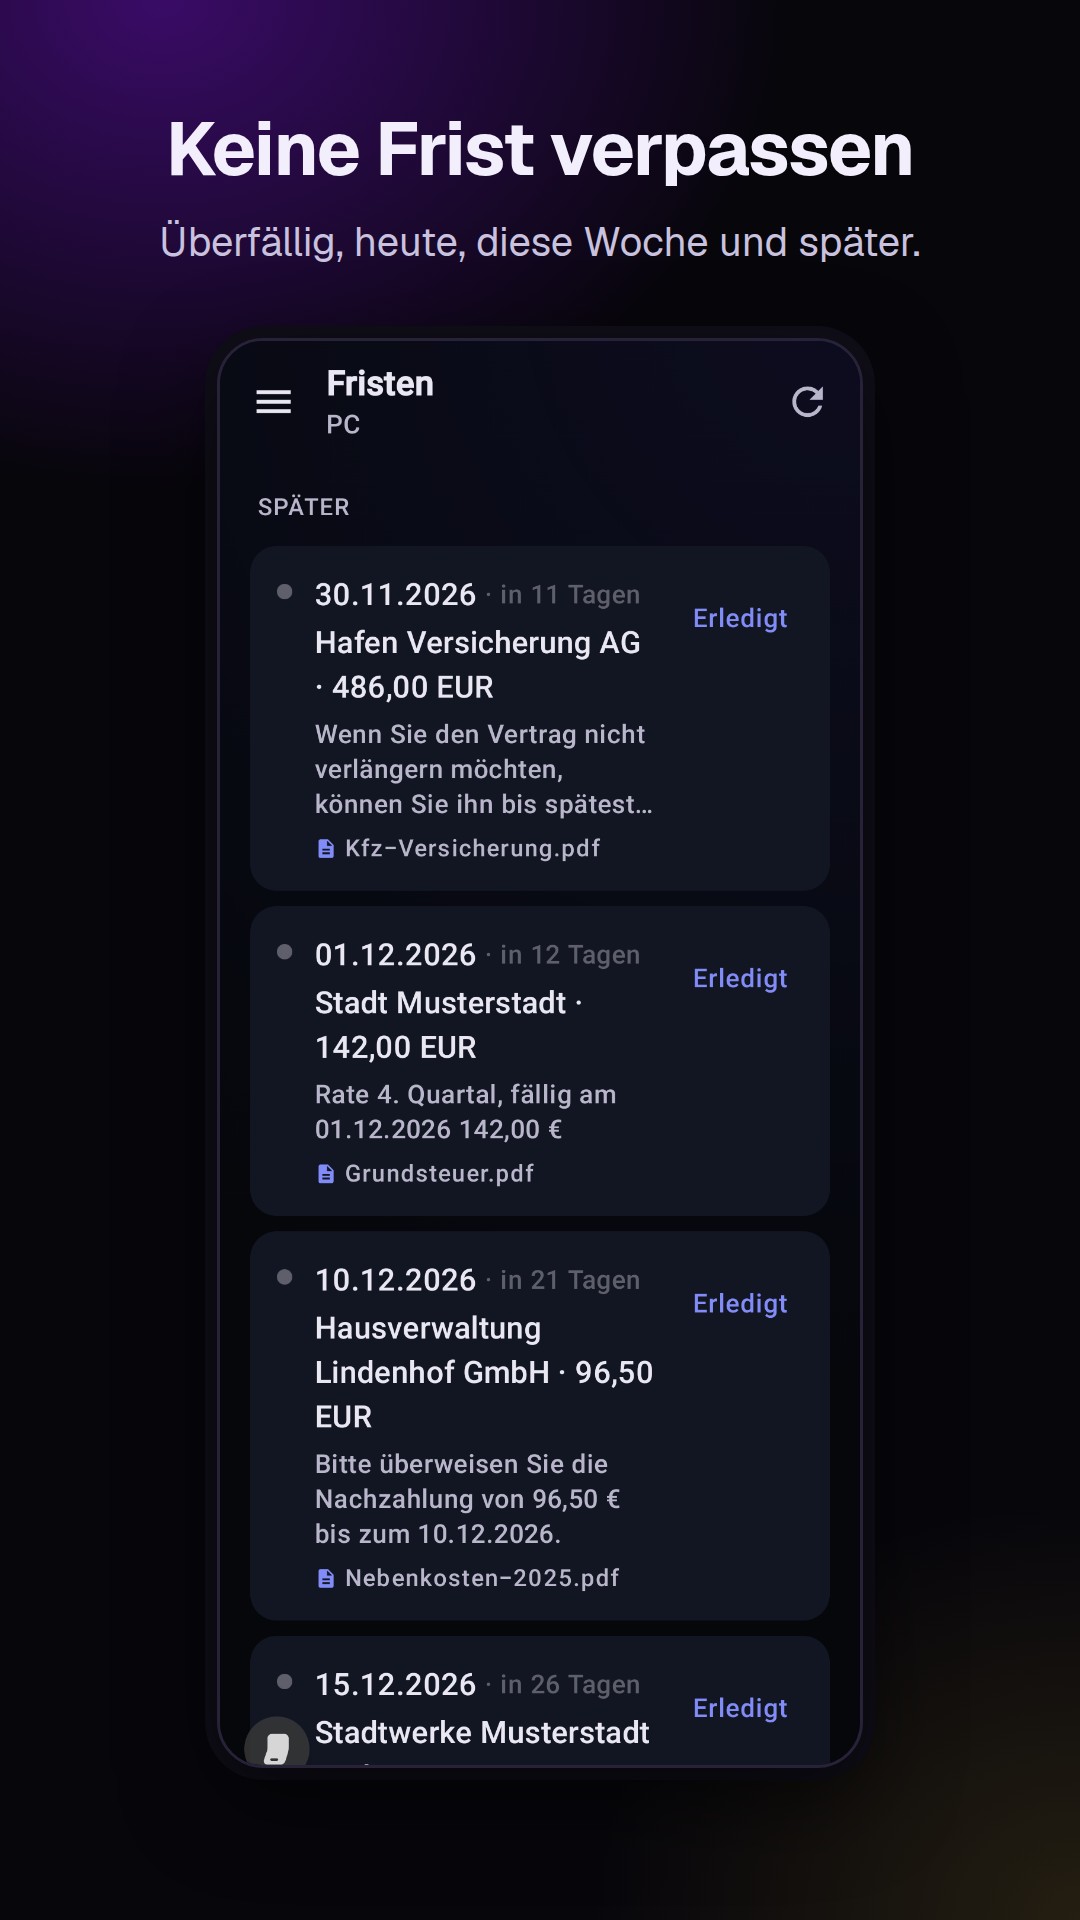 Keine Frist verpassen
Überfällig, heute, diese Woche und später.
Fristen
PC
SPÄTER
30.11.2026 · in 11 Tagen
Erledigt
Hafen Versicherung AG
· 486,00 EUR
Wenn Sie den Vertrag nicht
verlängern möchten,
können Sie ihn bis spätest…
Kfz-Versicherung.pdf
01.12.2026 · in 12 Tagen
Erledigt
Stadt Musterstadt ·
142,00 EUR
Rate 4. Quartal, fällig am
01.12.2026 142,00 €
Grundsteuer.pdf
10.12.2026 · in 21 Tagen
Erledigt
Hausverwaltung
Lindenhof GmbH · 96,50
EUR
Bitte überweisen Sie die
Nachzahlung von 96,50 €
bis zum 10.12.2026.
Nebenkosten-2025.pdf
15.12.2026 · in 26 Tagen
Erledigt
Stadtwerke Musterstadt